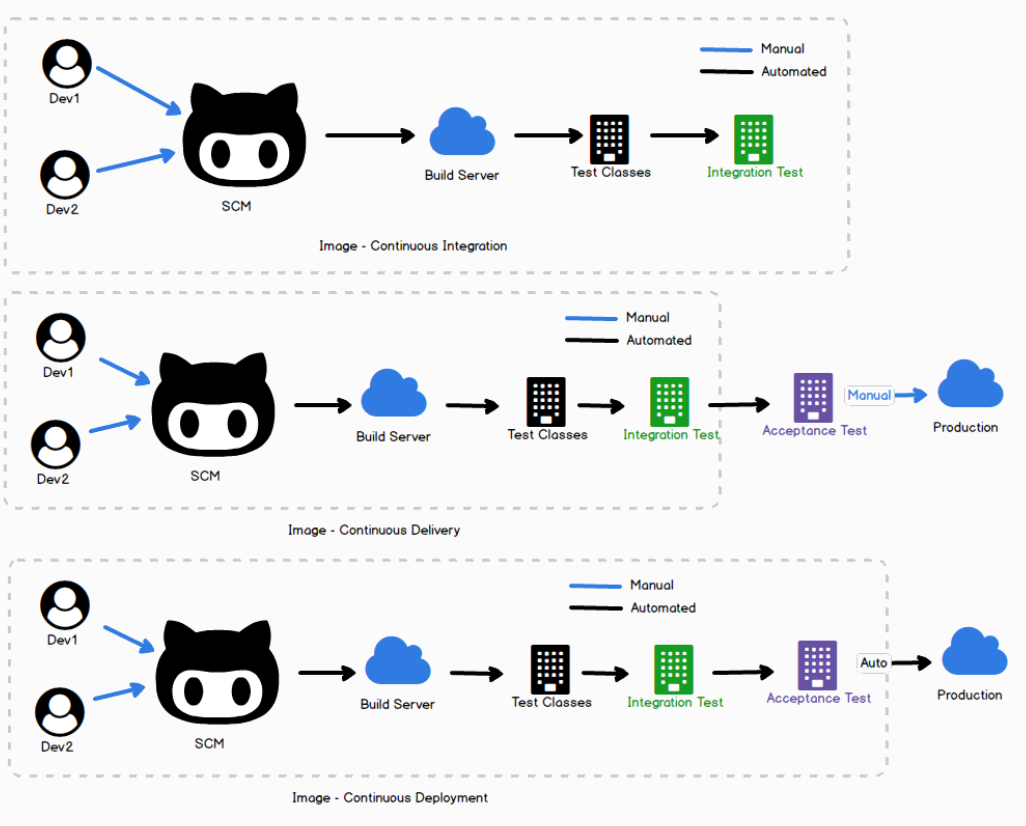 Manual
Automated
Dev1
Dev2
SCM
Build Server
Test Classes
Integration Test
Image - Continuous Integration
Manual
Automated
Dev1
Dev2
SCM
Build Server
Test Classes
Integration Test
Acceptance Test
Manual
Production
Image - Continuous Delivery
Manual
Automated
Dev1
Dev2
SCM
Build Server
Test Classes
Integration Test
Acceptance Test
Auto
Production
Image - Continuous Deployment